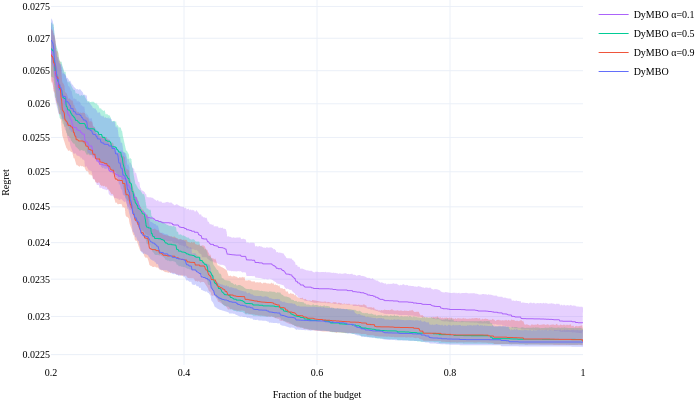 0.0275
0.027
0.0265
0.026
0.0255
0.025
0.0245
0.024
0.0235
0.023
0.0225
Regret
0.2
0.4
0.6
0.8
1
Fraction of the budget
DyMBO α=0.1
DyMBO α=0.5
DyMBO α=0.9
DyMBO